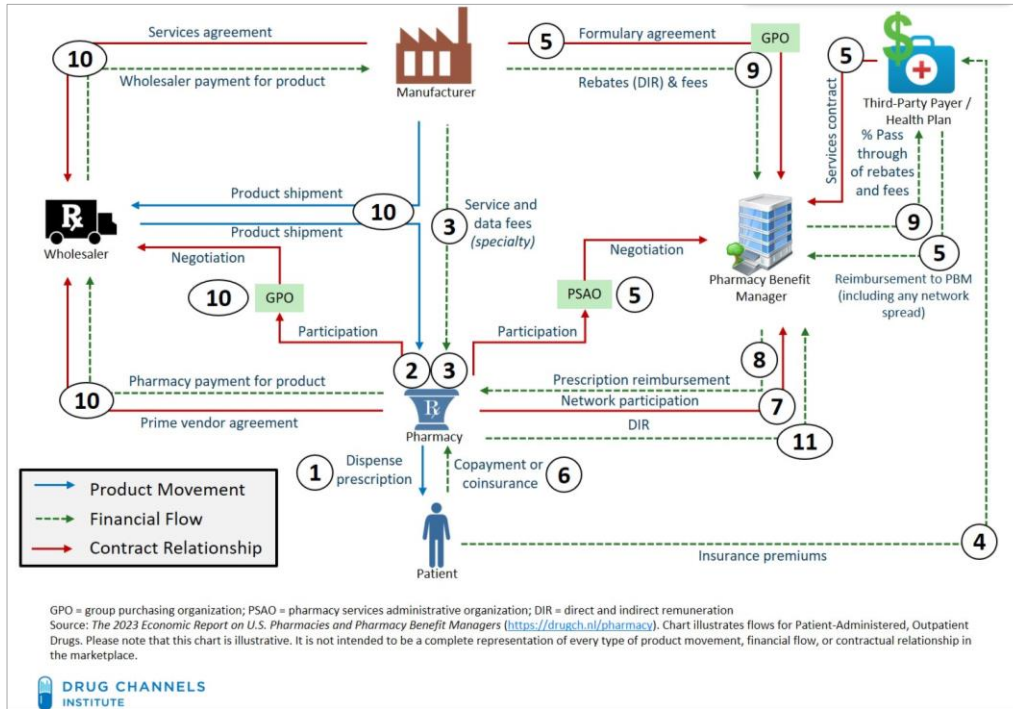 Services agreement
10
Wholesaler payment for product
Manufacturer
5
Formulary agreement
GPO
9
Rebates (DIR) & fees
5
Third-Party Payer /
Health Plan
Services contract
% Pass
through
of rebates
and fees
Product shipment
10
Product shipment
3
Service and
data fees
(specialty)
Rx
Wholesaler
Negotiation
10
GPO
Participation
Negotiation
PSAO
5
Participation
Pharmacy Benefit
Manager
9
5
Reimbursement to PBM
(including any network
spread)
2
3
8
Pharmacy payment for product
10
Prime vendor agreement
Rx
Pharmacy
Prescription reimbursement
Network participation
7
DIR
11
1
Dispense
prescription
Copayment or
coinsurance
6
Product Movement
Financial Flow
Contract Relationship
Patient
Insurance premiums
4
GPO = group purchasing organization; PSAO = pharmacy services administrative organization; DIR = direct and indirect remuneration
Source: The 2023 Economic Report on U.S. Pharmacies and Pharmacy Benefit Managers (https://drugch.nl/pharmacy). Chart illustrates flows for Patient-Administered, Outpatient
Drugs. Please note that this chart is illustrative. It is not intended to be a complete representation of every type of product movement, financial flow, or contractual relationship in
the marketplace.
DRUG CHANNELS
INSTITUTE